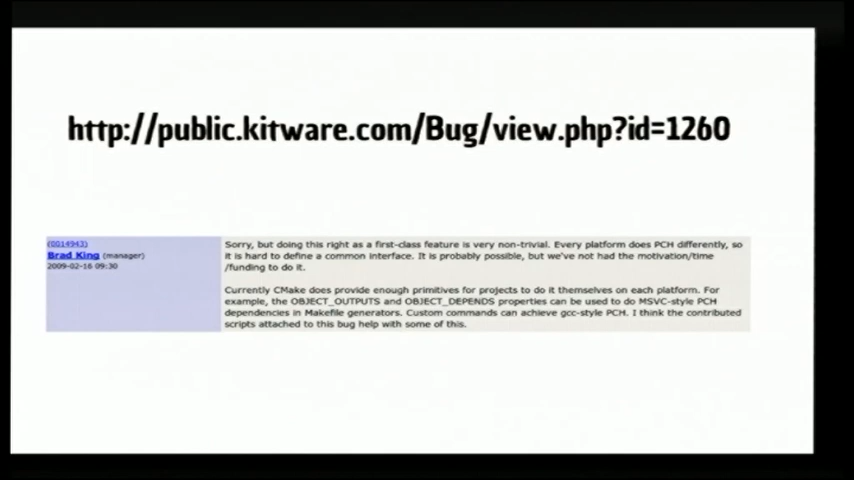 http://public.kitware.com/Bug/view.php?id=1260
(0014943)
Brad King (manager)
2009-02-16 09:30
Sorry, but doing this right as a first-class feature is very non-trivial. Every platform does PCH differently, so
it is hard to define a common interface. It is probably possible, but we've not had the motivation/time
/funding to do it.
Currently CMake does provide enough primitives for projects to do it themselves on each platform. For
example, the OBJECT_OUTPUTS and OBJECT_DEPENDS properties can be used to do MSVC-style PCH
dependencies in Makefile generators. Custom commands can achieve gcc-style PCH. I think the contributed
scripts attached to this bug help with some of this.